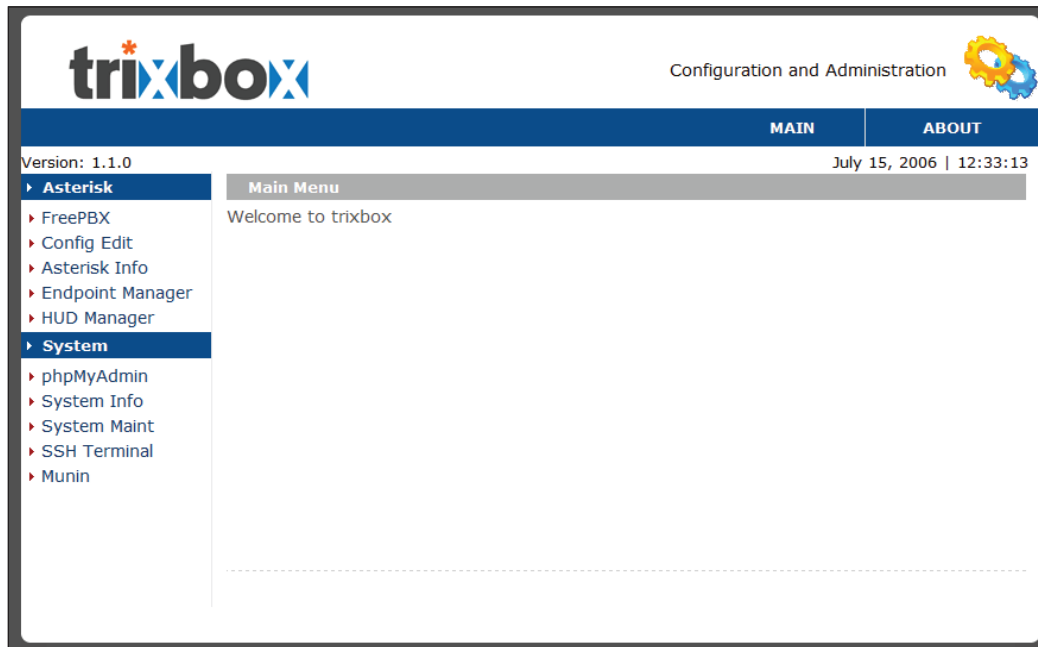 trixbox
Configuration and Administration
MAIN ABOUT
Version: 1.1.0 July 15, 2006 | 12:33:13
Asterisk
FreePBX
Config Edit
Asterisk Info
Endpoint Manager
HUD Manager
System
phpMyAdmin
System Info
System Maint
SSH Terminal
Munin
Main Menu
Welcome to trixbox